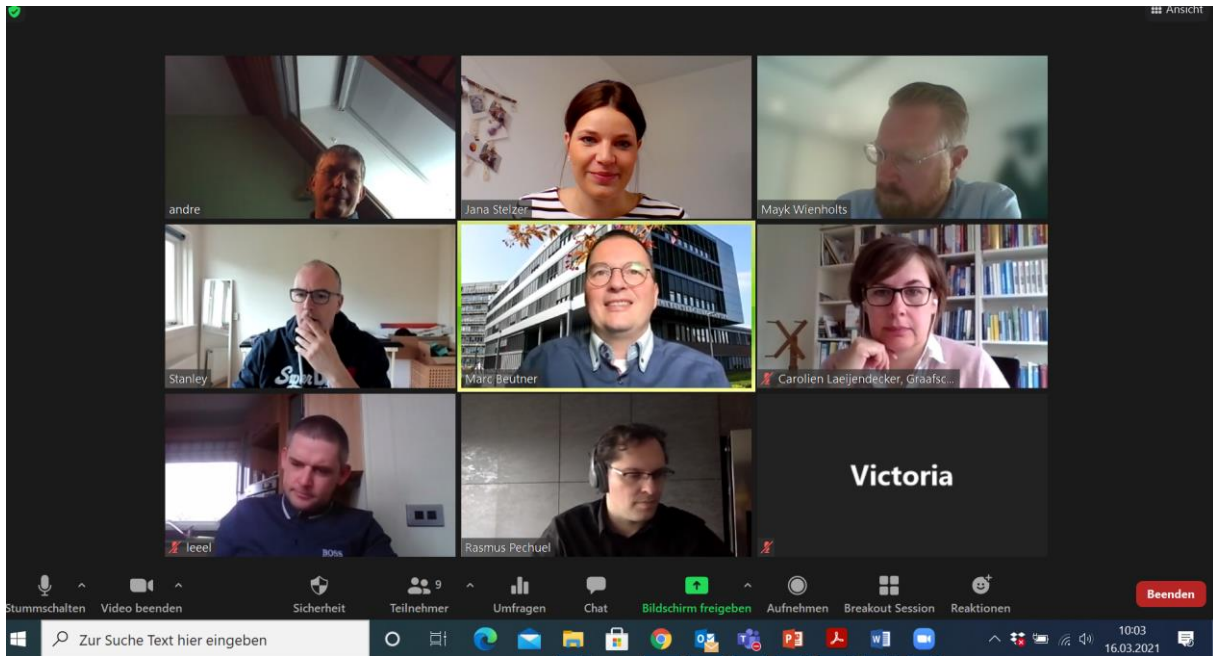 Ansicht
andre
Jana Stelzer
Mayk Wienholts
Stanley
Marc Beutner
Carolien Laeijendecker, Graafsc...
leeel
BOSS
Rasmus Pechuel
Victoria
Stummschalten
Video beenden
Sicherheit
9
Teilnehmer
Umfragen
Chat
Bildschirm freigeben
Aufnehmen
Breakout Session
Reaktionen
Beenden
Zur Suche Text hier eingeben
10:03
16.03.2021